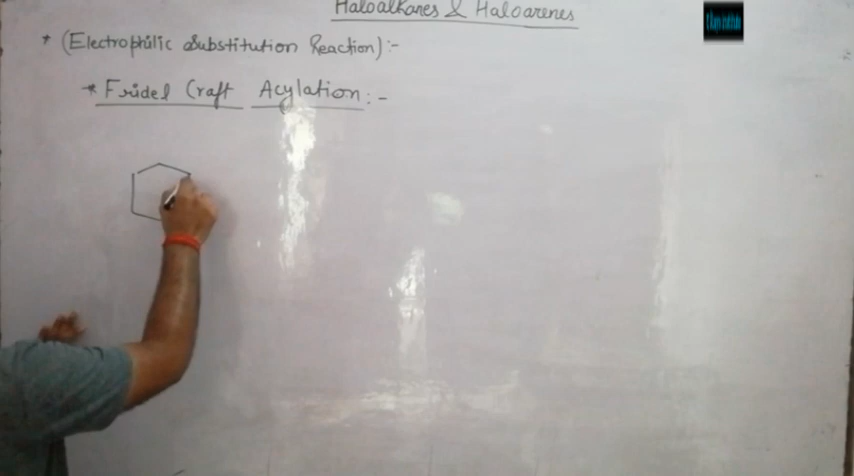 Haloalkanes & Haloarenes
* (Electrophilic Substitution Reaction):-
* Fridel Craft Acylation:-